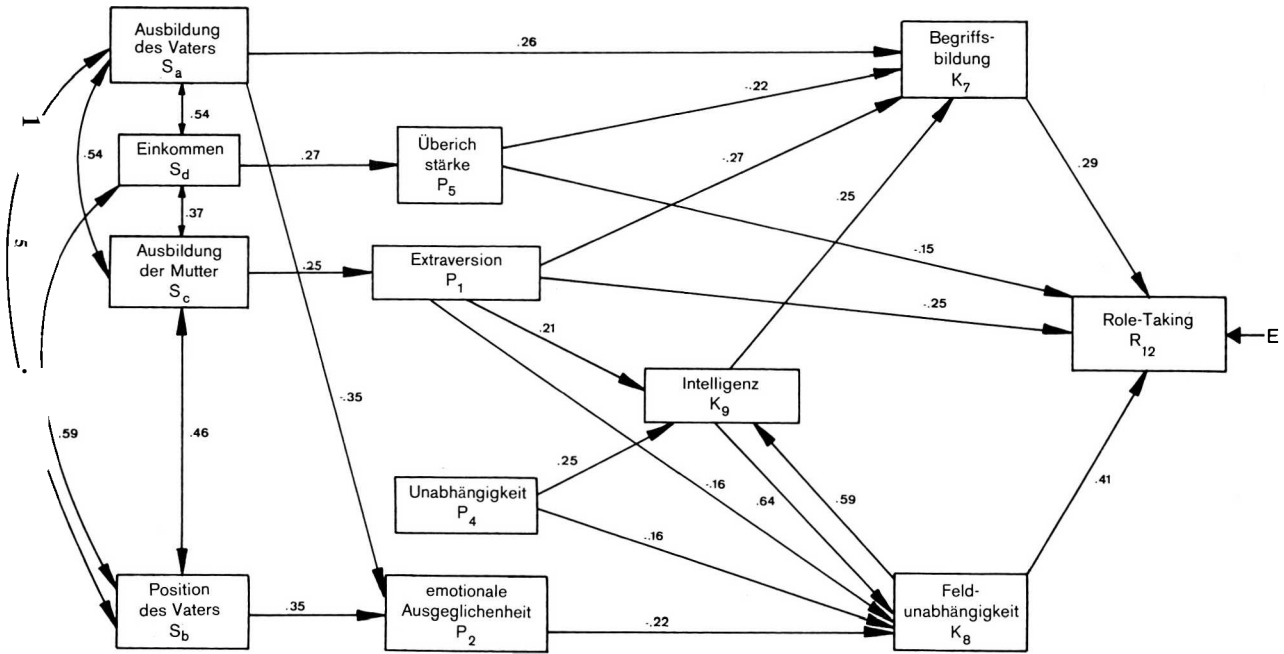 Ausbildung
des Vaters
S_a
.26
Begriffs-
bildung
K_7
-.22
1
.54
.54
Einkommen
S_d
.27
Überich
stärke
P_5
-.27
.29
.25
.37
5
Ausbildung
der Mutter
S_c
.25
Extraversion
P_1
-.15
-.25
Role-Taking
R_12
E
.21
Intelligenz
K_9
-.35
.59
.46
.25
-.16
.64
.59
.41
Unabhängigkeit
P_4
-.16
Position
des Vaters
S_b
.35
emotionale
Ausgeglichenheit
P_2
-.22
Feld-
unabhängigkeit
K_8